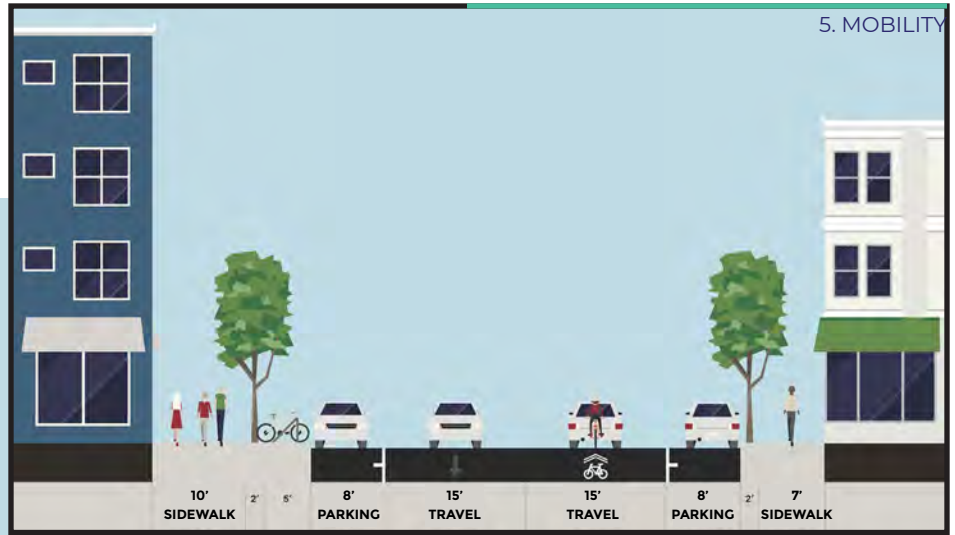 5. MOBILITY
10’ 2’ 5’ 8’ 15’ 15’ 8’ 2’ 7’
SIDEWALK PARKING TRAVEL TRAVEL PARKING SIDEWALK